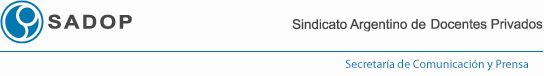 SADOP
Sindicato Argentino de Docentes Privados
Secretaría de Comunicación y Prensa